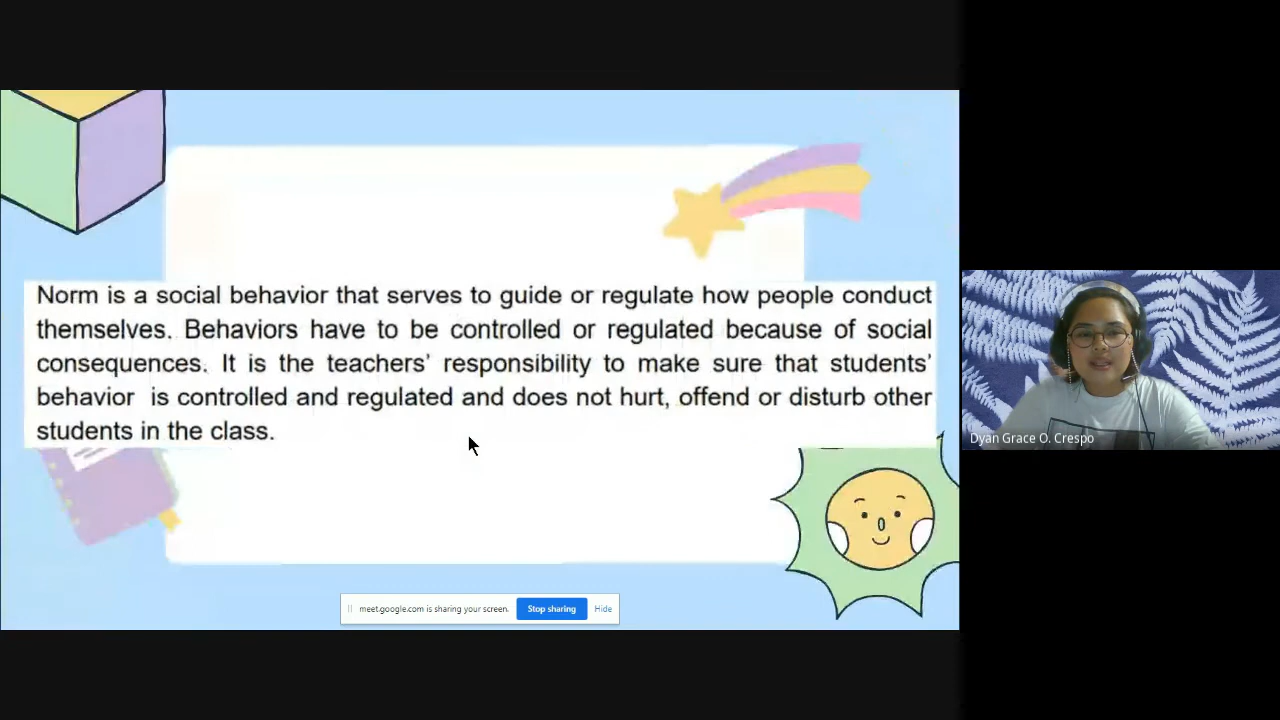 Norm is a social behavior that serves to guide or regulate how people conduct
themselves. Behaviors have to be controlled or regulated because of social
consequences. It is the teachers’ responsibility to make sure that students’
behavior is controlled and regulated and does not hurt, offend or disturb other
students in the class.
Dyan Grace O. Crespo
meet.google.com is sharing your screen. Stop sharing Hide